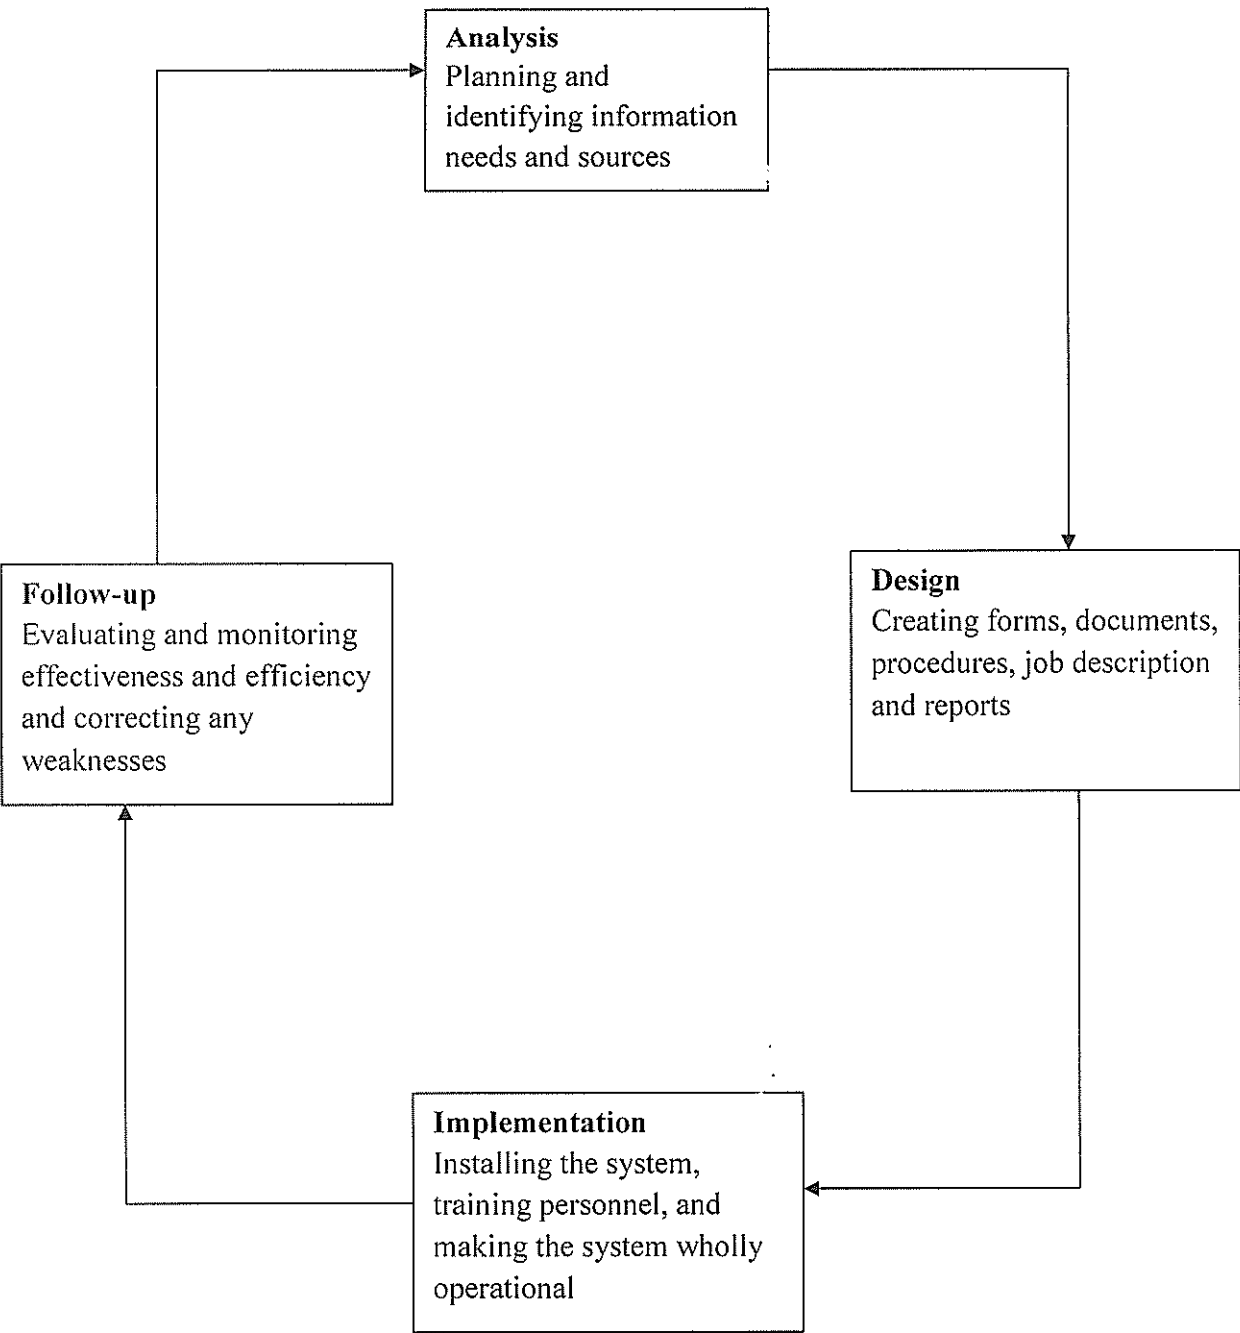 Analysis
Planning and
identifying information
needs and sources
Follow-up
Evaluating and monitoring
effectiveness and efficiency
and correcting any
weaknesses
Design
Creating forms, documents,
procedures, job description
and reports
Implementation
Installing the system,
training personnel, and
making the system wholly
operational